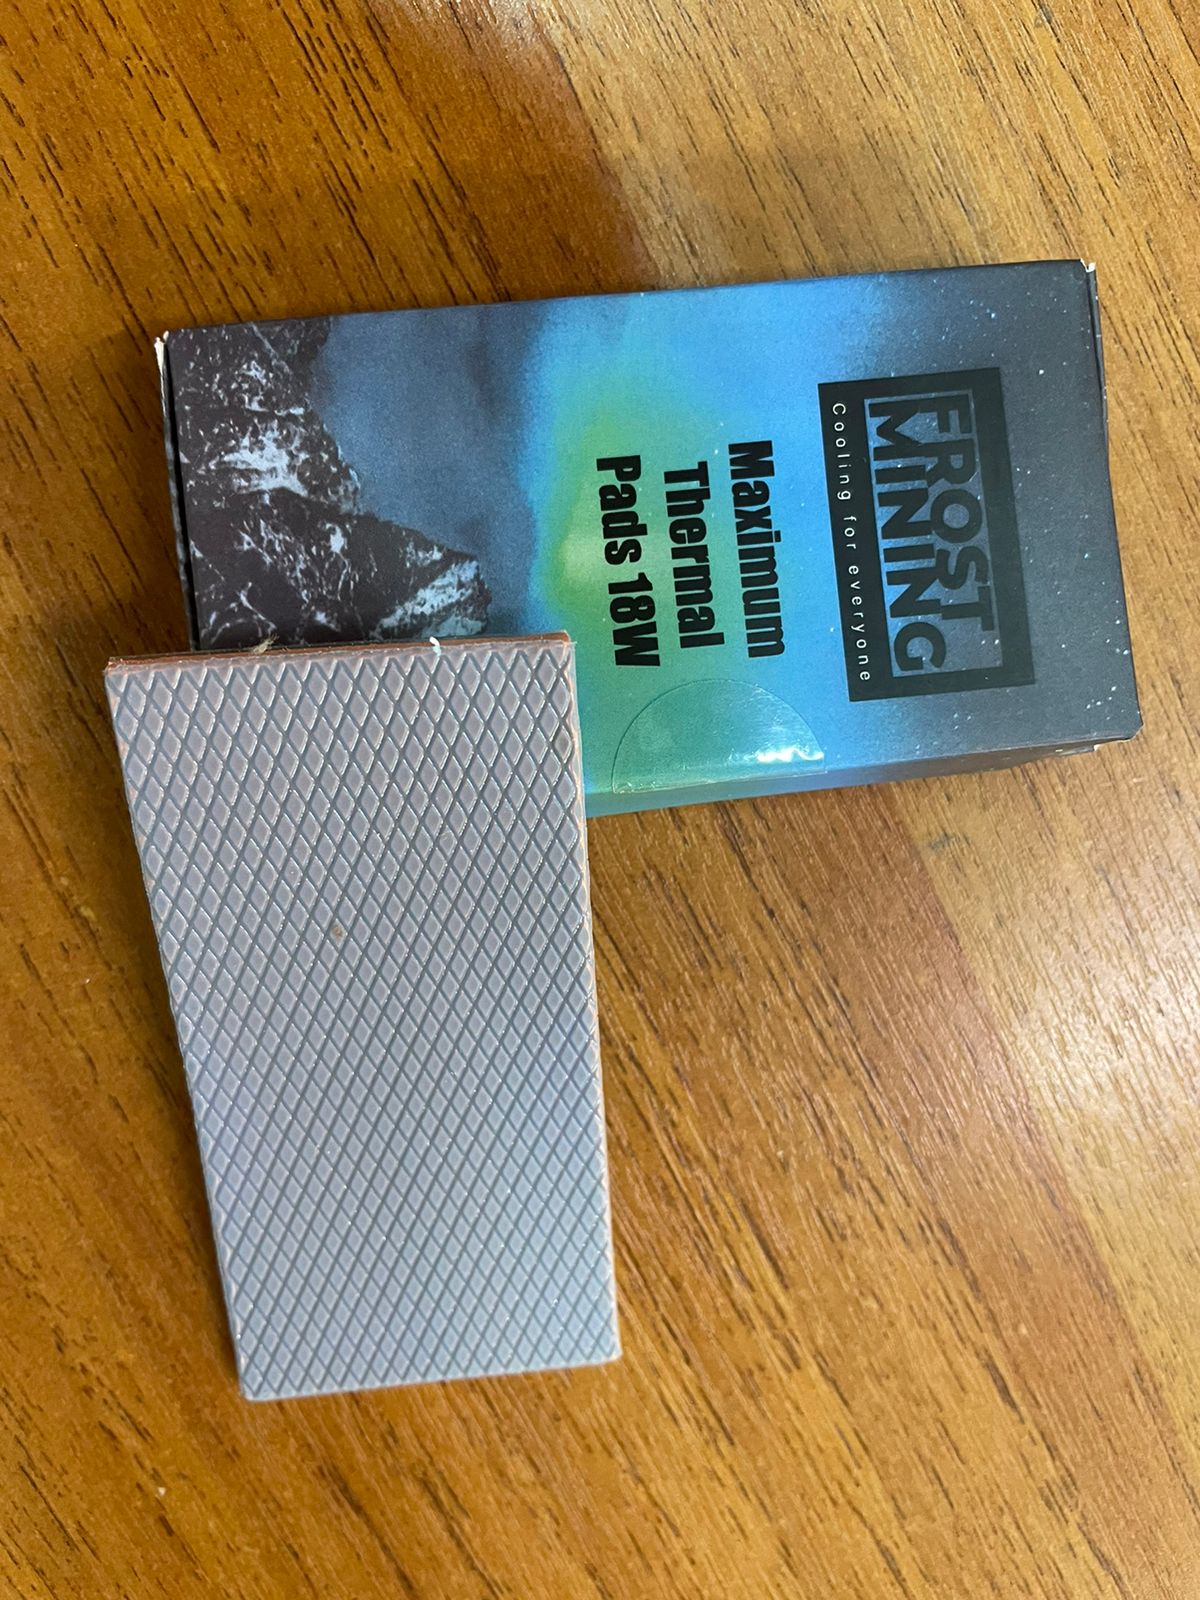 FROST
MINING
Cooling for everyone
Maximum
Thermal
Pads 18W